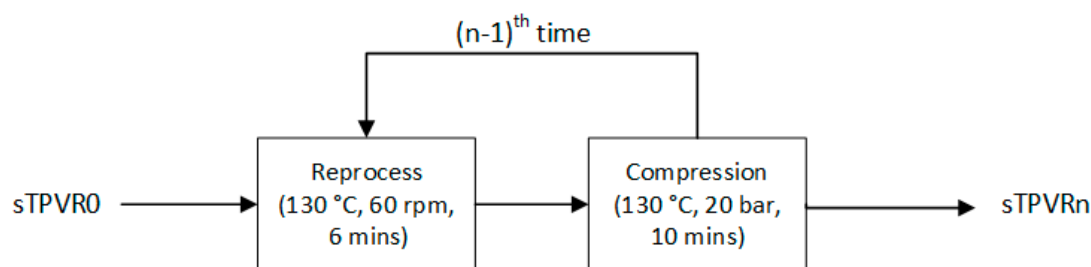 (n-1)th time
sTPVR0
Reprocess
(130 °C, 60 rpm,
6 mins)
Compression
(130 °C, 20 bar,
10 mins)
sTPVRn